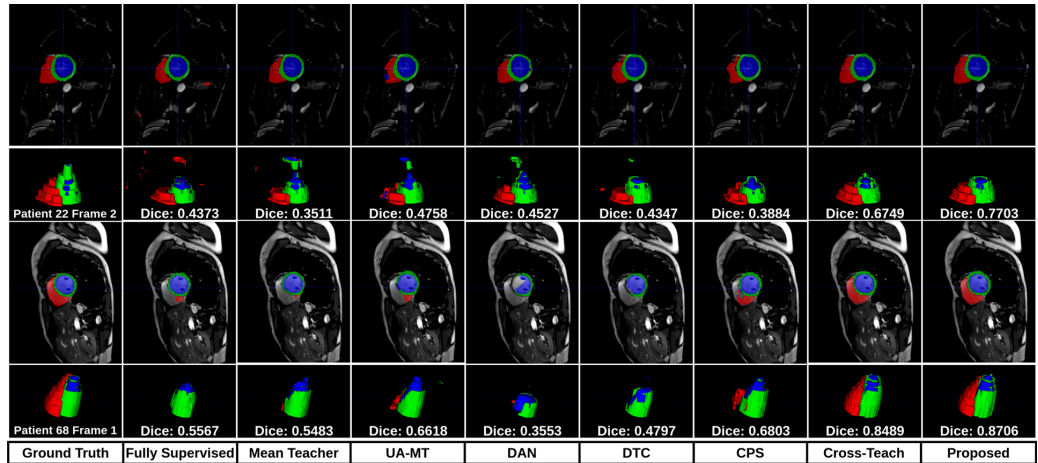 Patient 22 Frame 2 Dice: 0.4373 Dice: 0.3511 Dice: 0.4758 Dice: 0.4527 Dice: 0.4347 Dice: 0.3884 Dice: 0.6749 Dice: 0.7703
Patient 68 Frame 1 Dice: 0.5567 Dice: 0.5483 Dice: 0.6618 Dice: 0.3553 Dice: 0.4797 Dice: 0.6803 Dice: 0.8489 Dice: 0.8706
Ground Truth Fully Supervised Mean Teacher UA-MT DAN DTC CPS Cross-Teach Proposed